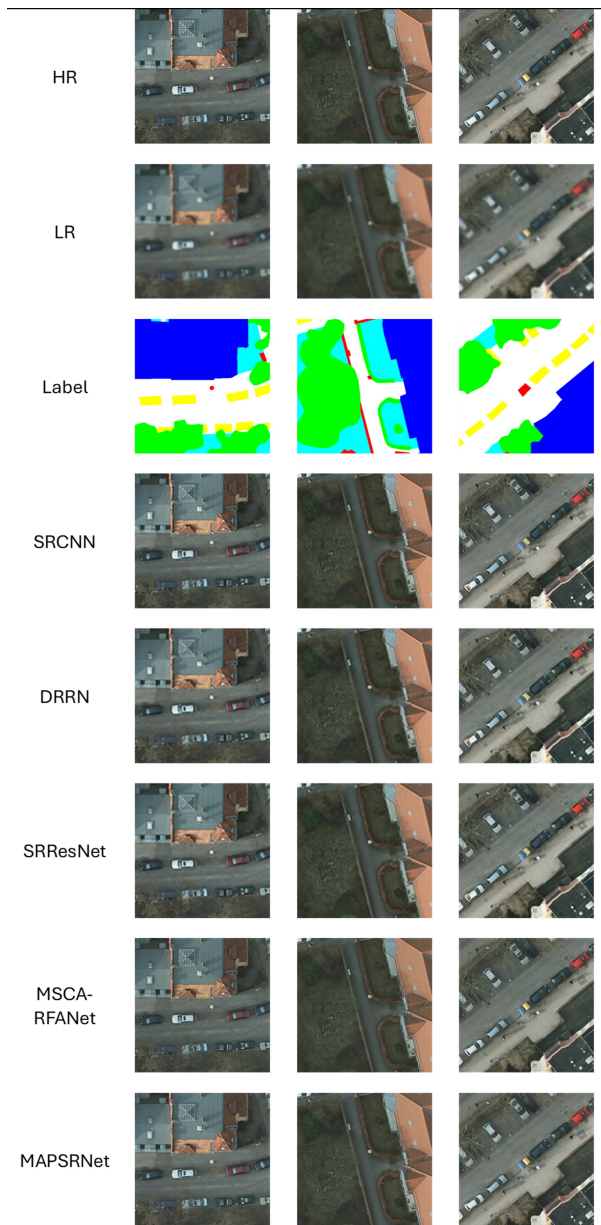 HR
LR
Label
SRCNN
DRRN
SRResNet
MSCA-
RFANet
MAPSRNet